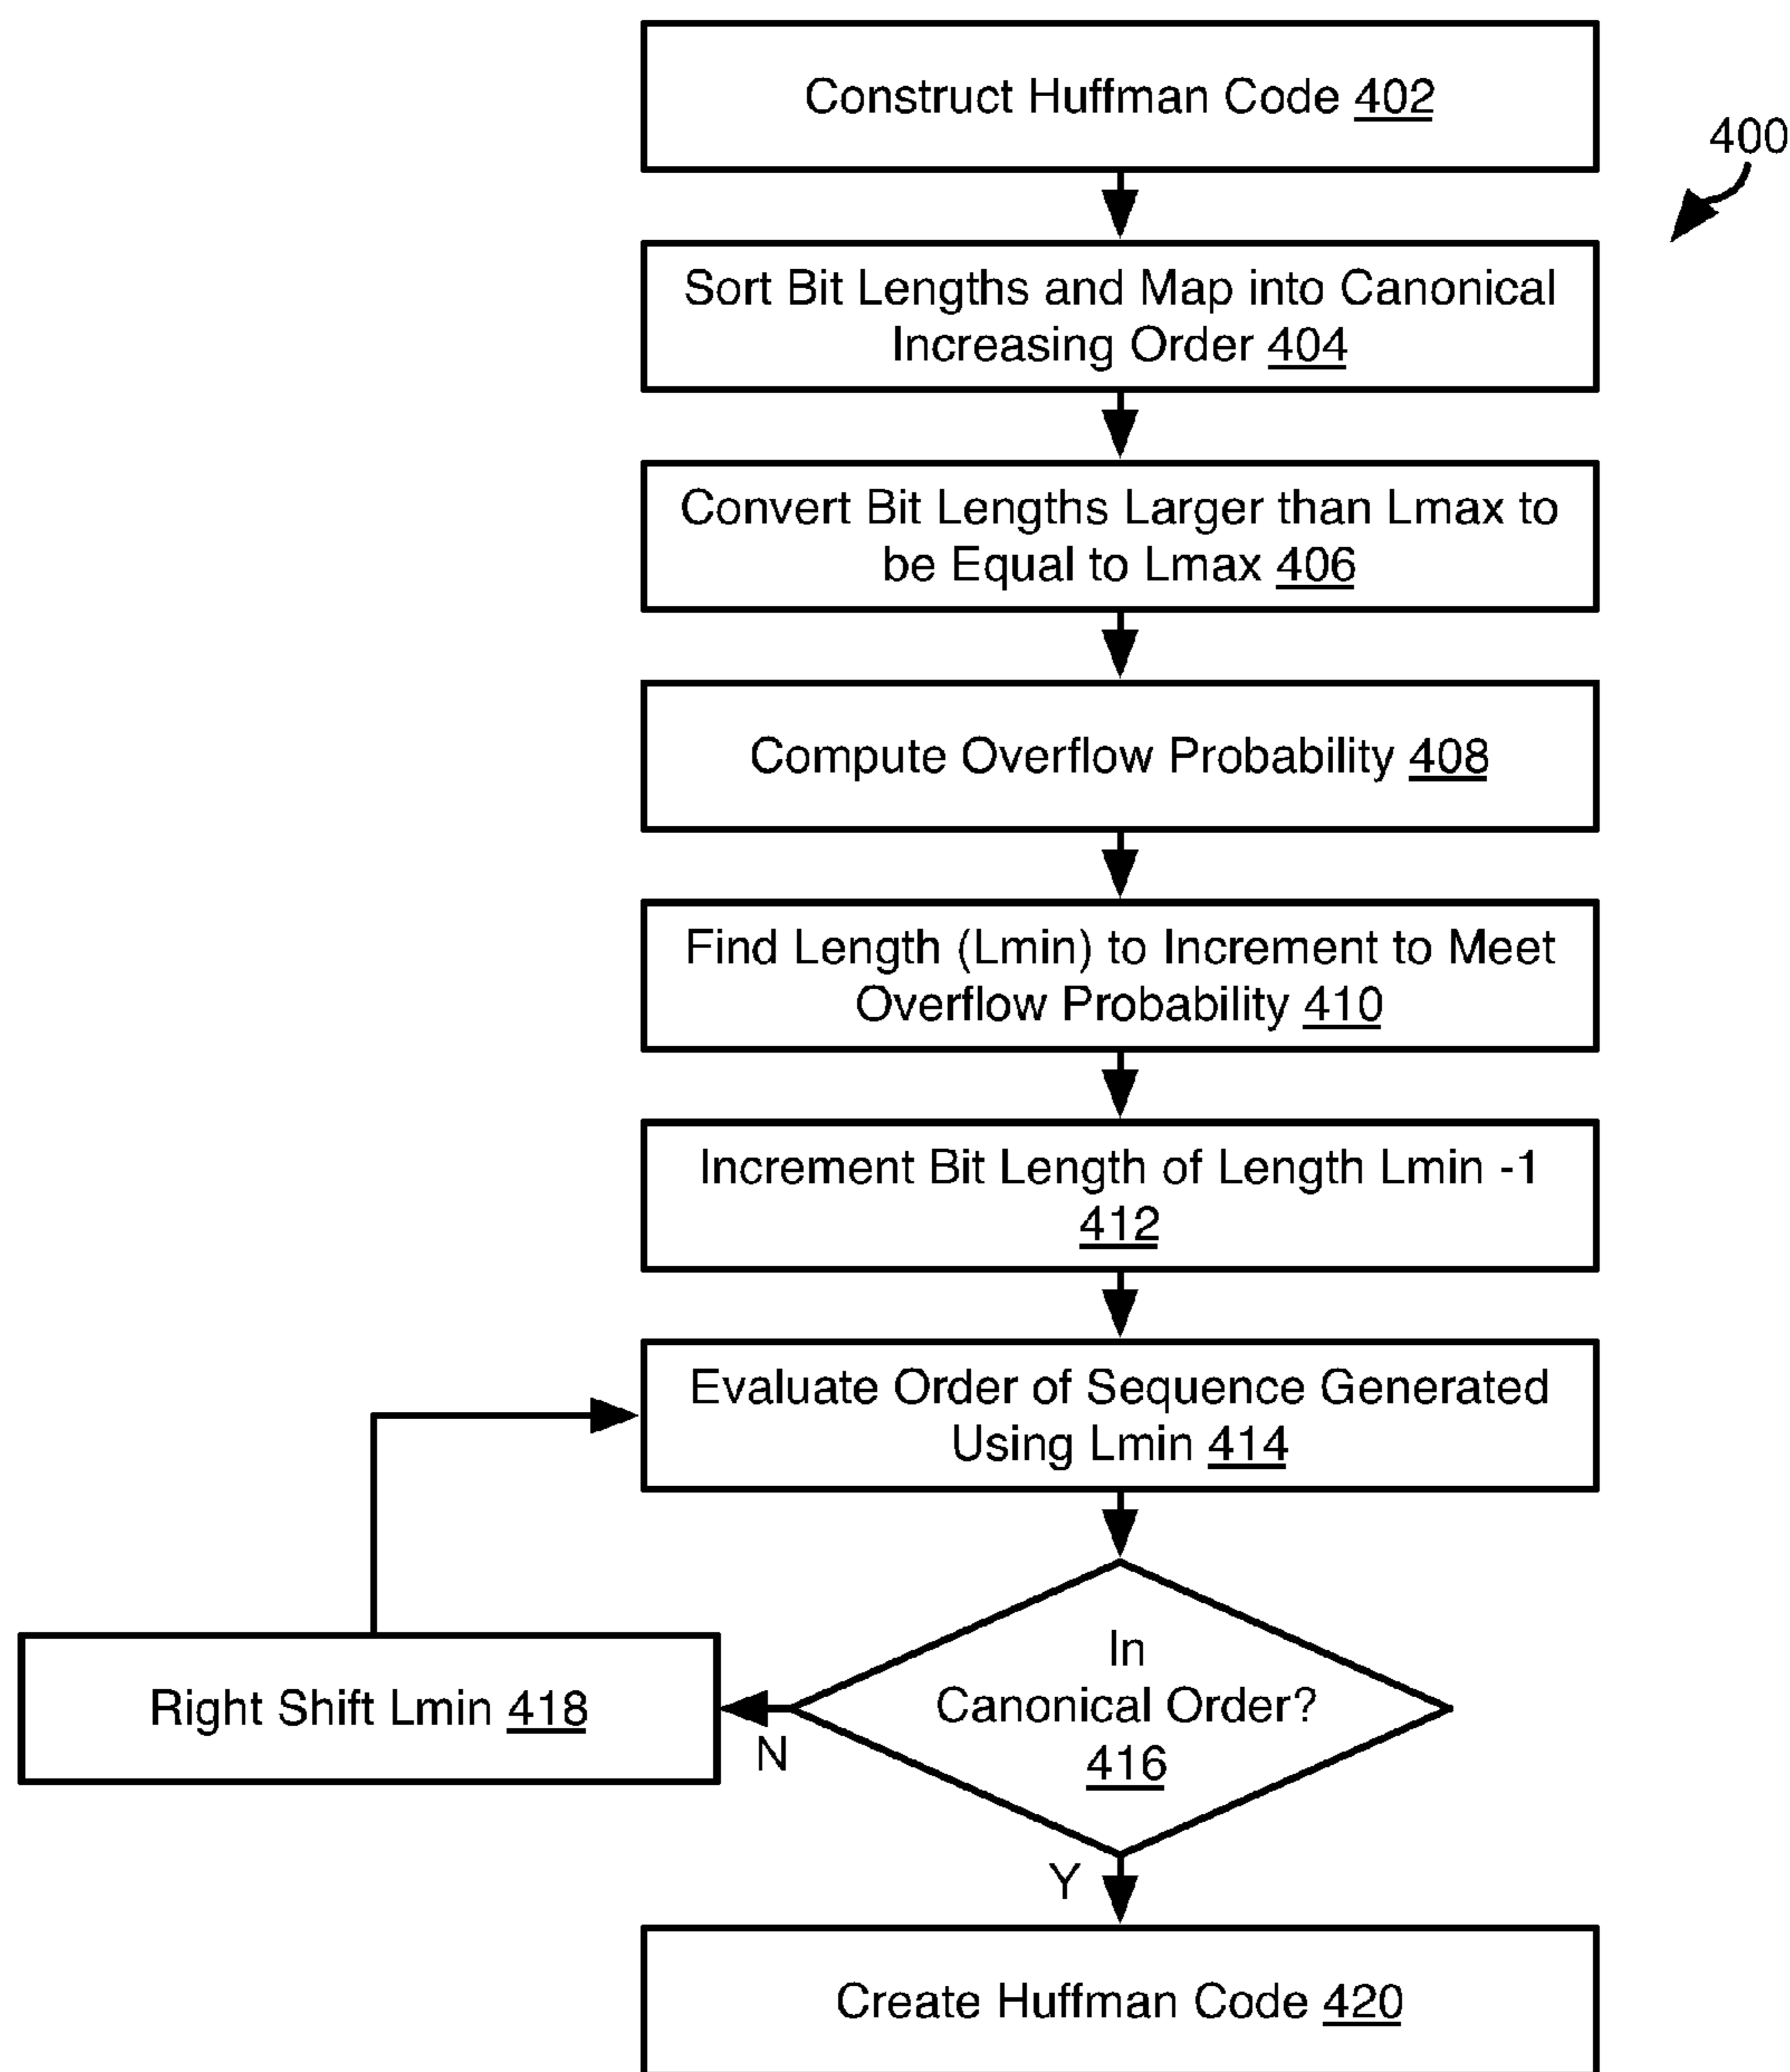 Construct Huffman Code 402
400
Sort Bit Lengths and Map into Canonical
Increasing Order 404
Convert Bit Lengths Larger than Lmax to
be Equal to Lmax 406
Compute Overflow Probability 408
Find Length (Lmin) to Increment to Meet
Overflow Probability 410
Increment Bit Length of Length Lmin -1
412
Evaluate Order of Sequence Generated
Using Lmin 414
In
Canonical Order?
416
Right Shift Lmin 418
N
Y
Create Huffman Code 420